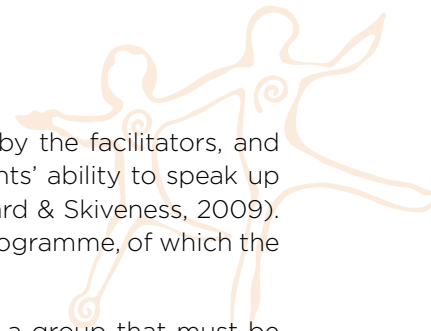 by the facilitators, and
nts' ability to speak up
ard & Skiveness, 2009).
ogramme, of which the
a group that must be